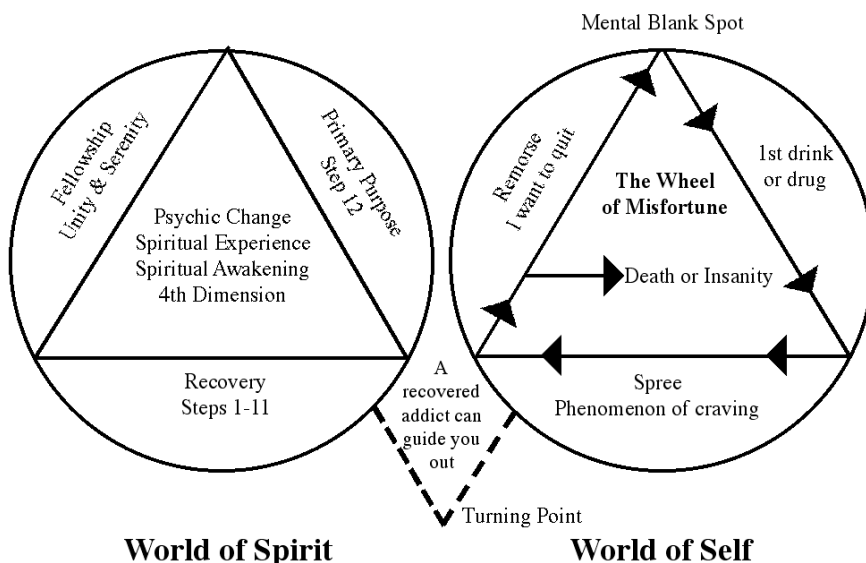 Fellowship
Unity & Serenity
Primary Purpose
Step 12
Psychic Change
Spiritual Experience
Spiritual Awakening
4th Dimension
Recovery
Steps 1-11
World of Spirit
A
recovered
addict can
guide you
out
Turning Point
Mental Blank Spot
Remorse
I want to quit
1st drink
or drug
The Wheel
of Misfortune
Death or Insanity
Spree
Phenomenon of craving
World of Self